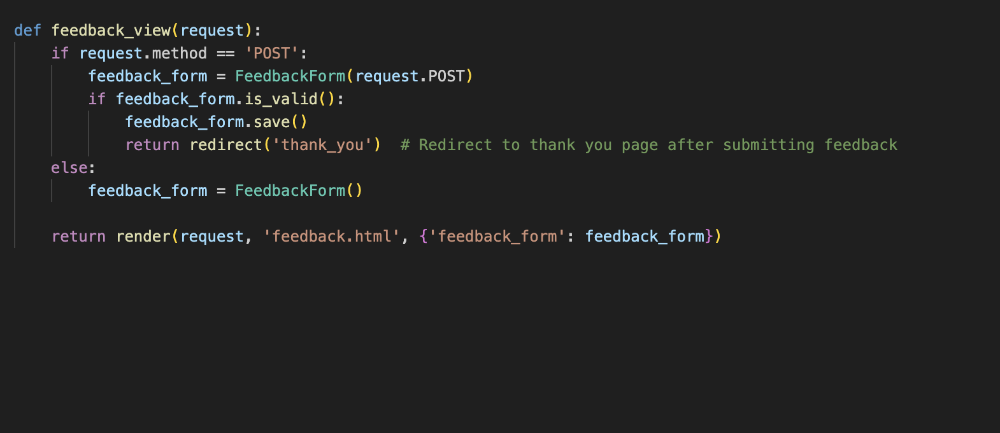 def feedback_view(request):
    if request.method == 'POST':
        feedback_form = FeedbackForm(request.POST)
        if feedback_form.is_valid():
            feedback_form.save()
            return redirect('thank_you')  # Redirect to thank you page after submitting feedback
    else:
        feedback_form = FeedbackForm()

    return render(request, 'feedback.html', {'feedback_form': feedback_form})